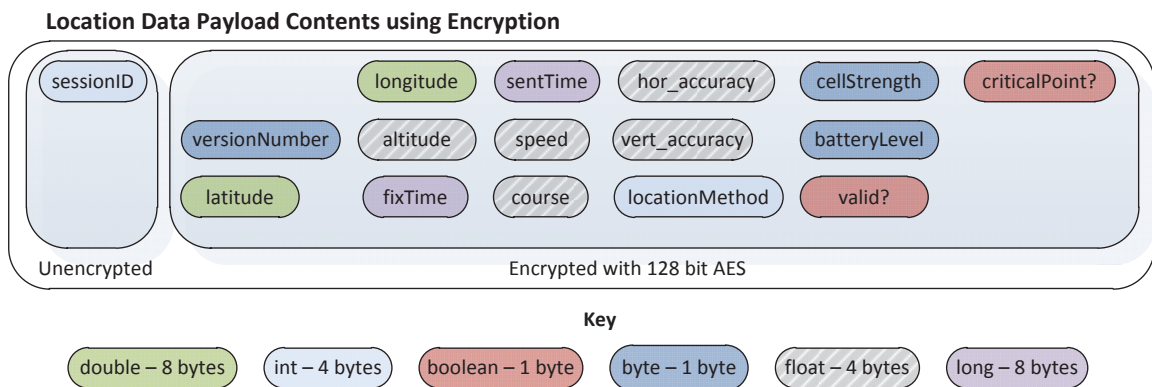 Location Data Payload Contents using Encryption
sessionID longitude sentTime hor_accuracy cellStrength criticalPoint?
versionNumber altitude speed vert_accuracy batteryLevel
latitude fixTime course locationMethod valid?
Unencrypted Encrypted with 128 bit AES
Key
double – 8 bytes int – 4 bytes boolean – 1 byte byte – 1 byte float – 4 bytes long – 8 bytes